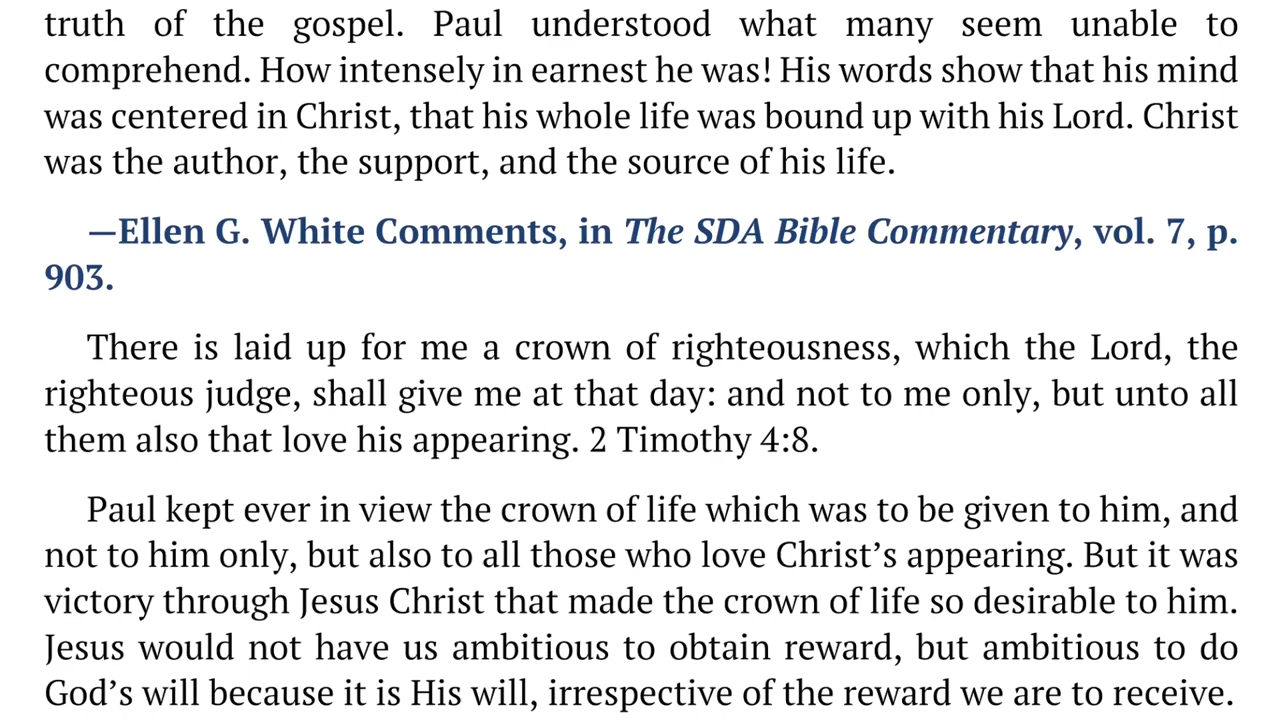 truth of the gospel. Paul understood what many seem unable to
comprehend. How intensely in earnest he was! His words show that his mind
was centered in Christ, that his whole life was bound up with his Lord. Christ
was the author, the support, and the source of his life.
—Ellen G. White Comments, in The SDA Bible Commentary, vol. 7, p.
903.
There is laid up for me a crown of righteousness, which the Lord, the
righteous judge, shall give me at that day: and not to me only, but unto all
them also that love his appearing. 2 Timothy 4:8.
Paul kept ever in view the crown of life which was to be given to him, and
not to him only, but also to all those who love Christ’s appearing. But it was
victory through Jesus Christ that made the crown of life so desirable to him.
Jesus would not have us ambitious to obtain reward, but ambitious to do
God’s will because it is His will, irrespective of the reward we are to receive.